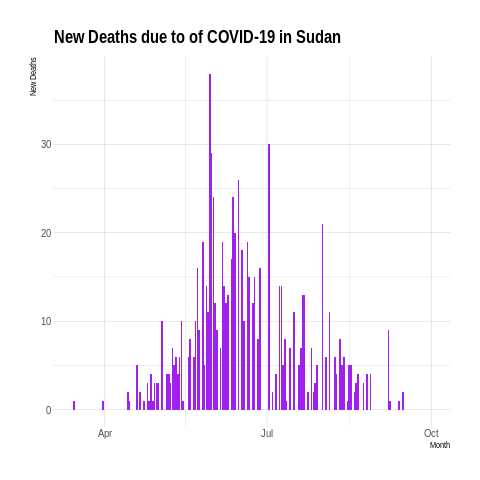 New Deaths due to of COVID-19 in Sudan
New Deaths
30
20
10
0
Apr
Jul
Oct
Month